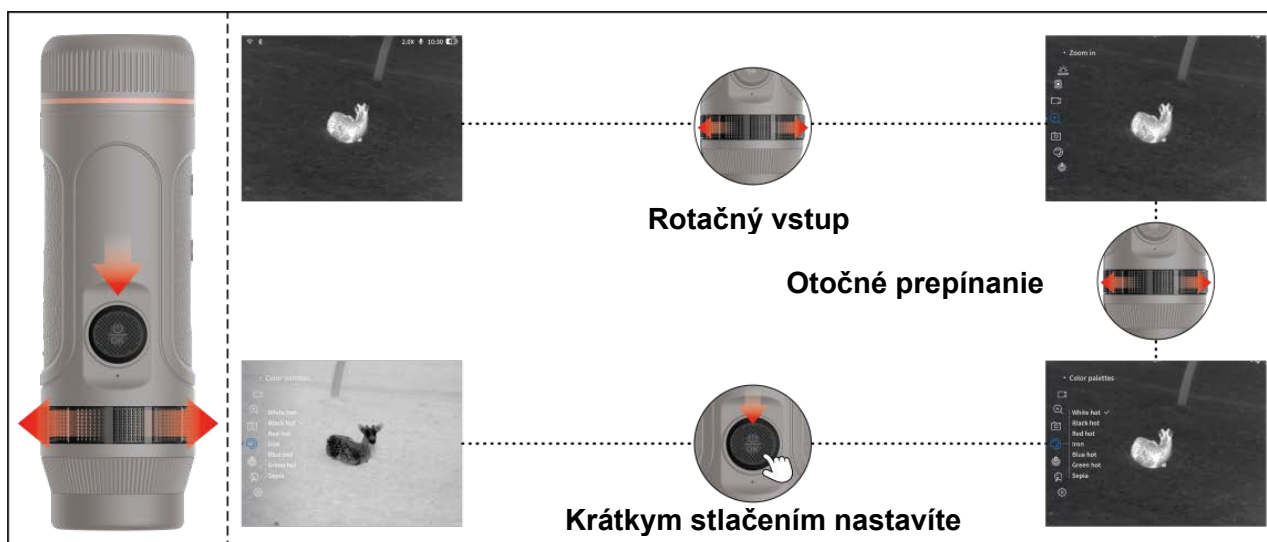 OK
2.0X 10:30
• Zoom in
Rotačný vstup
Otočné prepínanie
• Color palettes
White hot
Black hot
Red hot
Iron
Blue hot
Green hot
Sepia
OK
• Color palettes
White hot
Black hot
Red hot
Iron
Blue hot
Green hot
Sepia
Krátkym stlačením nastavíte